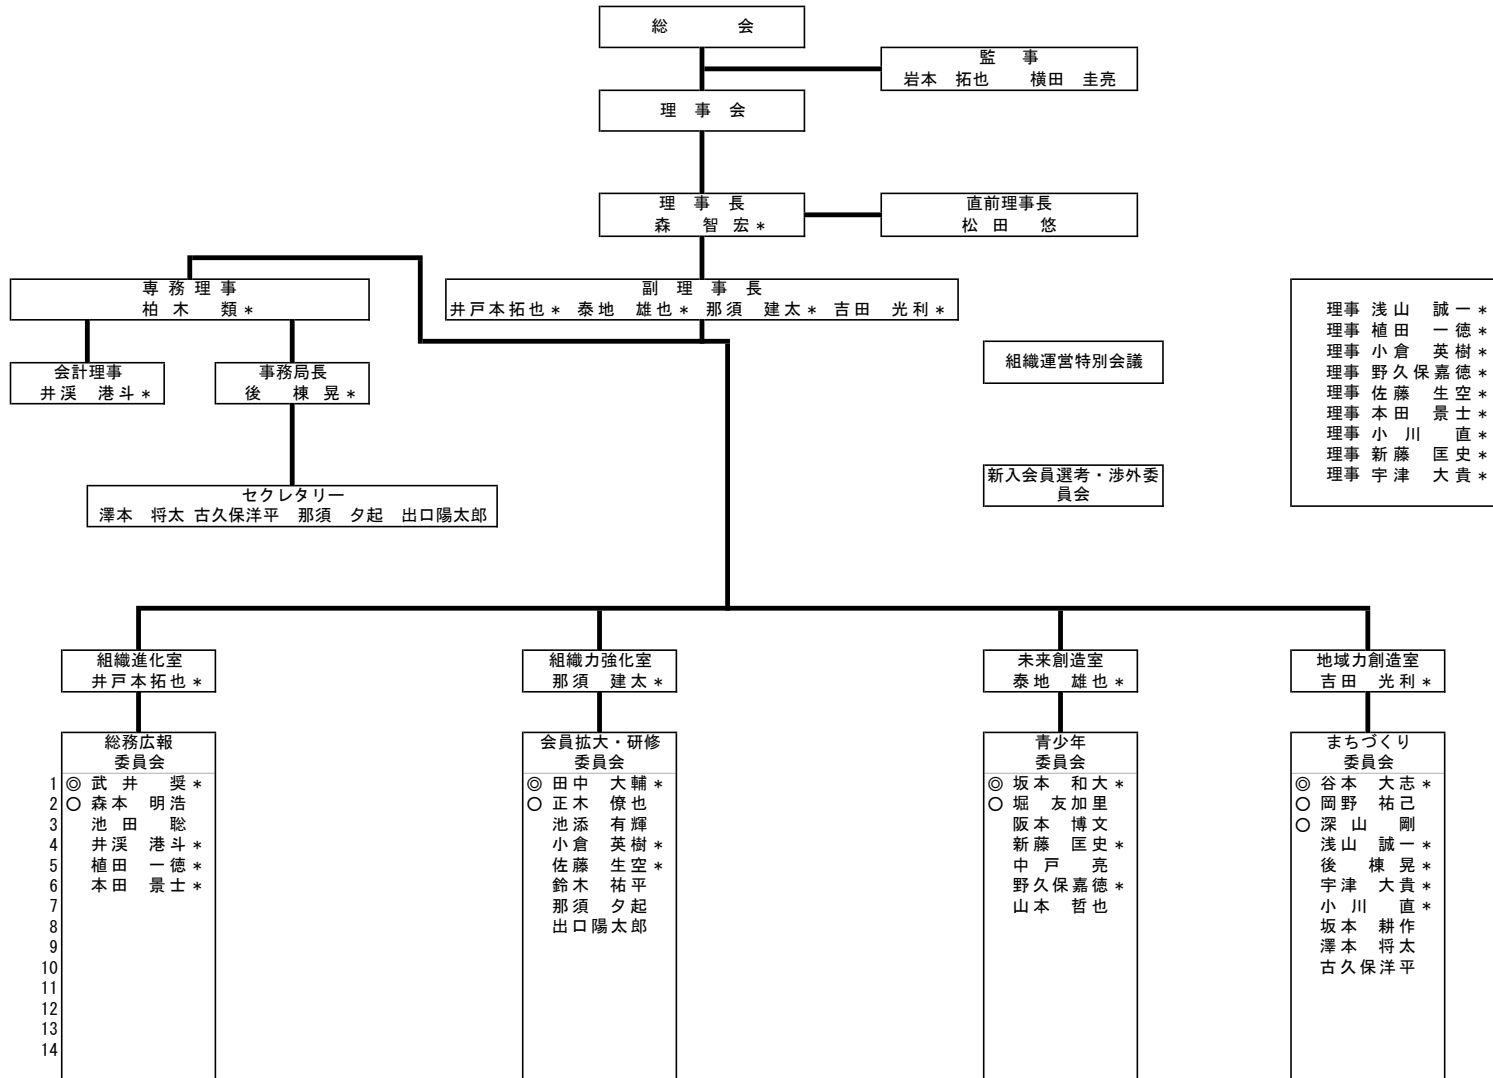 総 会
監 事
岩本 拓也 横田 圭亮
理 事 会
理 事 長
森 智 宏 *
直前理事長
松 田 悠
専 務 理 事
柏 木 類 *
副 理 事 長
井戸本拓也 * 泰地 雄也 * 那須 建太 * 吉田 光利 *
会計理事
井渓 港斗 *
事務局長
後 棟 晃 *
セクレタリー
澤本 将太 古久保洋平 那須 夕起 出口陽太郎
組織運営特別会議
新入会員選考・渉外委
員会
理事 浅山 誠一 *
理事 植田 一徳 *
理事 小倉 英樹 *
理事 野久保嘉徳 *
理事 佐藤 生空 *
理事 本田 景士 *
理事 小 川 直 *
理事 新藤 匡史 *
理事 宇津 大貴 *
組織進化室
井戸本拓也 *
組織力強化室
那須 建太 *
未来創造室
泰地 雄也 *
地域力創造室
吉田 光利 *
総務広報
委員会
1 ◎ 武 井 奨 *
2 ○ 森本 明浩
3 池 田 聡
4 井渓 港斗 *
5 植田 一徳 *
6 本田 景士 *
7
8
9
10
11
12
13
14
会員拡大・研修
委員会
◎ 田中 大輔 *
○ 正木 僚也
池添 有輝
小倉 英樹 *
佐藤 生空 *
鈴木 祐平
那須 夕起
出口陽太郎
青少年
委員会
◎ 坂本 和大 *
○ 堀 友加里
阪本 博文
新藤 匡史 *
中 戸 亮
野久保嘉徳 *
山本 哲也
まちづくり
委員会
◎ 谷本 大志 *
○ 岡野 祐己
○ 深 山 剛
浅山 誠一 *
後 棟 晃 *
宇津 大貴 *
小 川 直 *
坂本 耕作
澤本 将太
古久保洋平